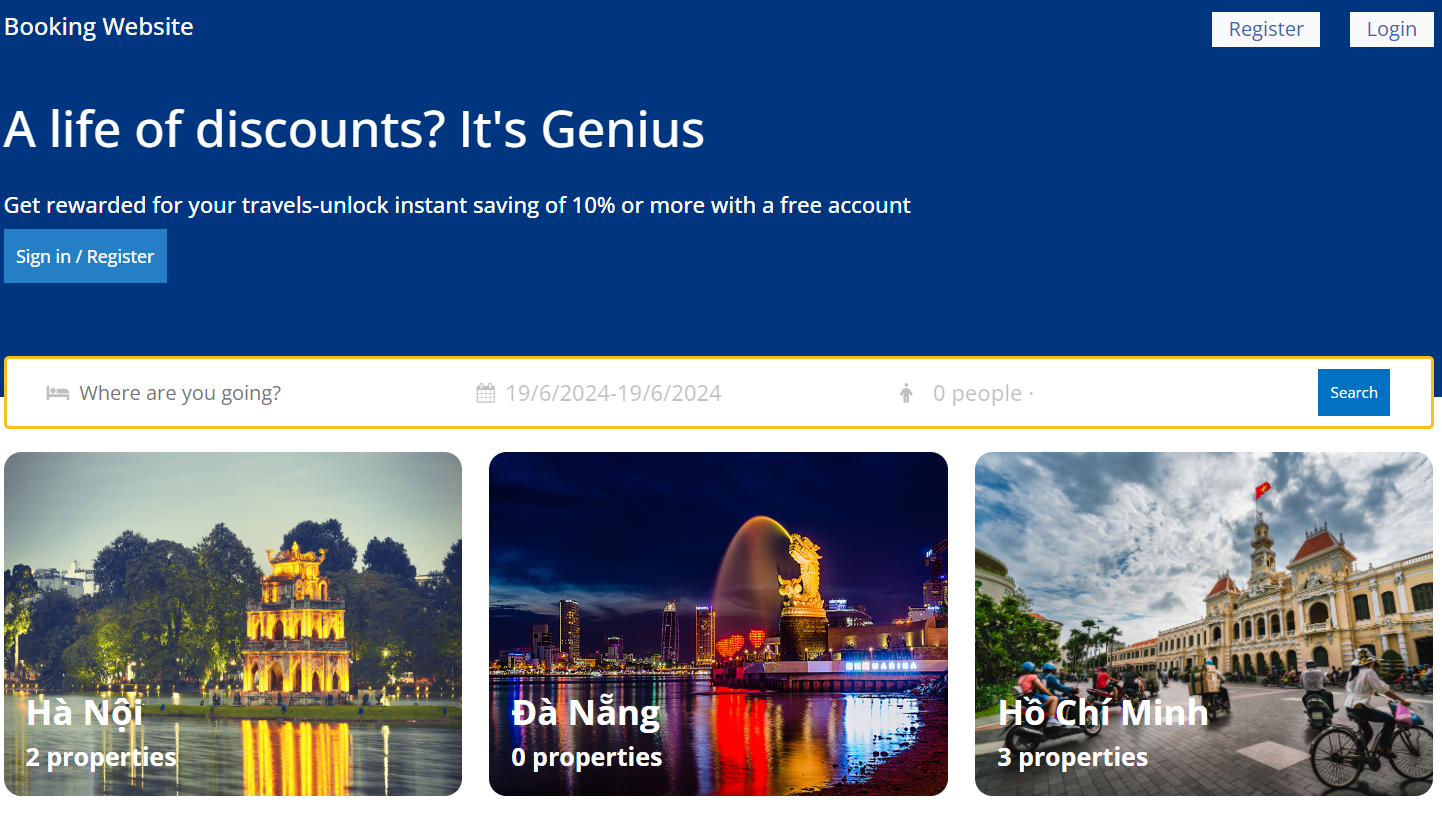 Booking Website
Register
Login
A life of discounts? It's Genius
Get rewarded for your travels-unlock instant saving of 10% or more with a free account
Sign in / Register
Where are you going?
19/6/2024-19/6/2024
0 people ·
Search
Hà Nội
2 properties
Đà Nẵng
0 properties
Hồ Chí Minh
3 properties